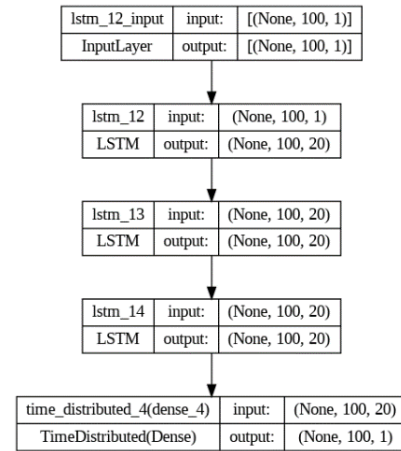 lstm_12_input input: [(None, 100, 1)]
InputLayer output: [(None, 100, 1)]
lstm_12 input: (None, 100, 1)
LSTM output: (None, 100, 20)
lstm_13 input: (None, 100, 20)
LSTM output: (None, 100, 20)
lstm_14 input: (None, 100, 20)
LSTM output: (None, 100, 20)
time_distributed_4(dense_4) input: (None, 100, 20)
TimeDistributed(Dense) output: (None, 100, 1)